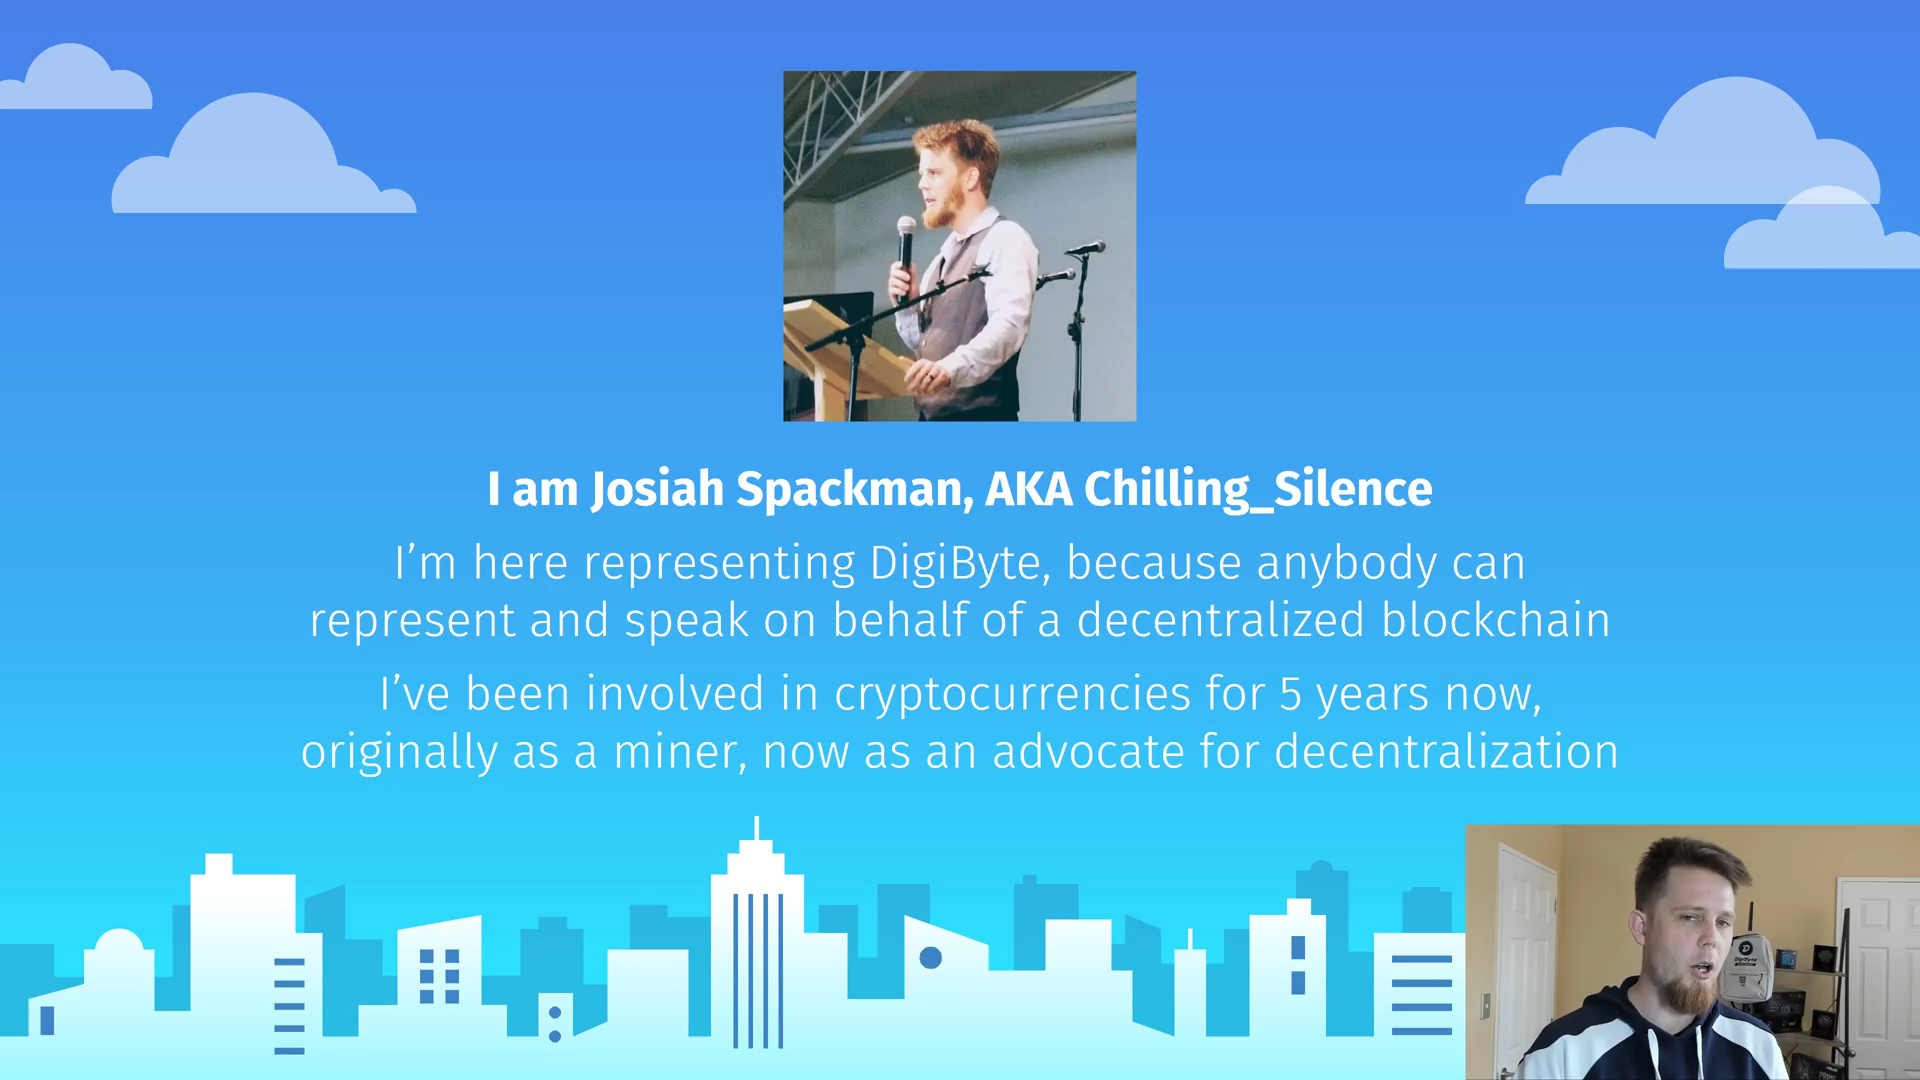 I am Josiah Spackman, AKA Chilling_Silence
I’m here representing DigiByte, because anybody can
represent and speak on behalf of a decentralized blockchain
I’ve been involved in cryptocurrencies for 5 years now,
originally as a miner, now as an advocate for decentralization
DigiByte